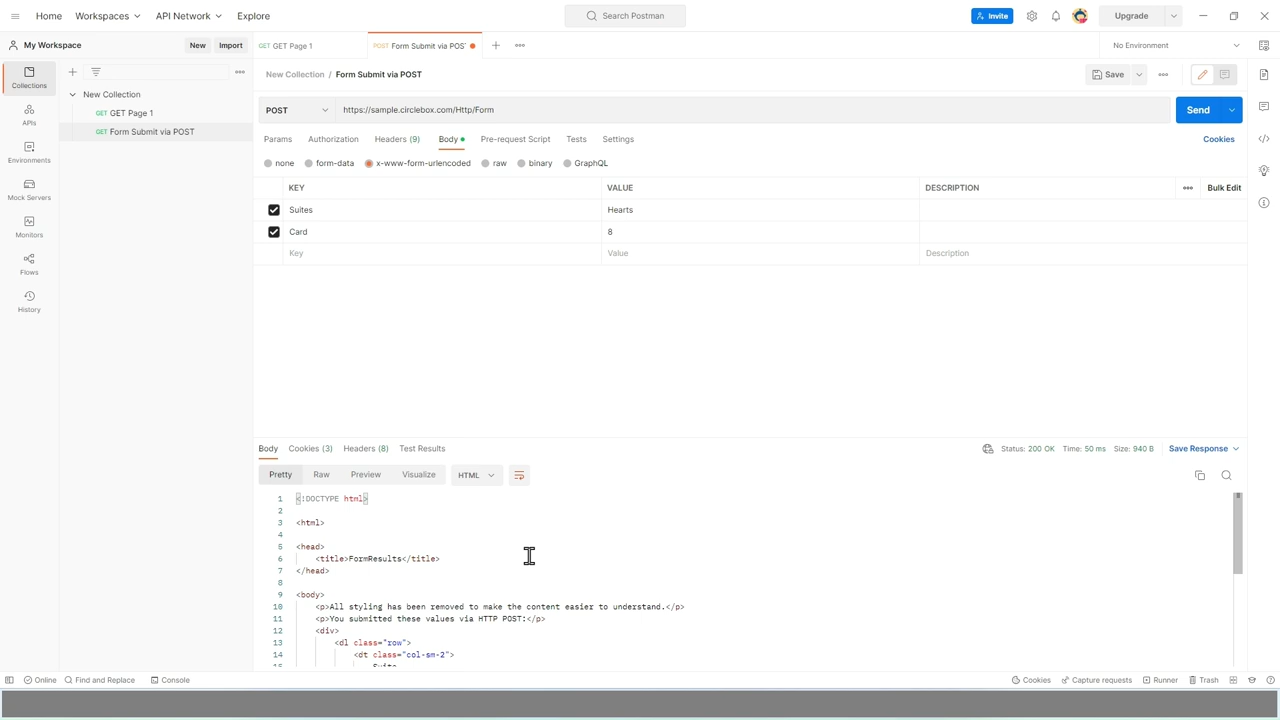 Home Workspaces API Network Explore Search Postman Invite Upgrade
My Workspace New Import GET GET Page 1 POST Form Submit via POST No Environment
Collections
New Collection / Form Submit via POST Save
New Collection
POST https://sample.circlebox.com/Http/Form Send
GET GET Page 1
APIs
POST Form Submit via POST
Params Authorization Headers (9) Body Pre-request Script Tests Settings Cookies
Environments
none form-data x-www-form-urlencoded raw binary GraphQL
KEY VALUE DESCRIPTION Bulk Edit
Mock Servers
Suites Hearts
Card 8
Monitors
Key Value Description
Flows
History
Body Cookies (3) Headers (8) Test Results Status: 200 OK Time: 50 ms Size: 940 B Save Response
Pretty Raw Preview Visualize HTML
1 <!DOCTYPE html>
2
3 <html>
4
5 <head>
6 <title>FormResults</title>
7 </head>
8
9 <body>
10 <p>All styling has been removed to make the content easier to understand.</p>
11 <p>You submitted these values via HTTP POST:</p>
12 <div>
13 <dl class="row">
14 <dt class="col-sm-2">
Online Find and Replace Console Cookies Capture requests Runner Trash